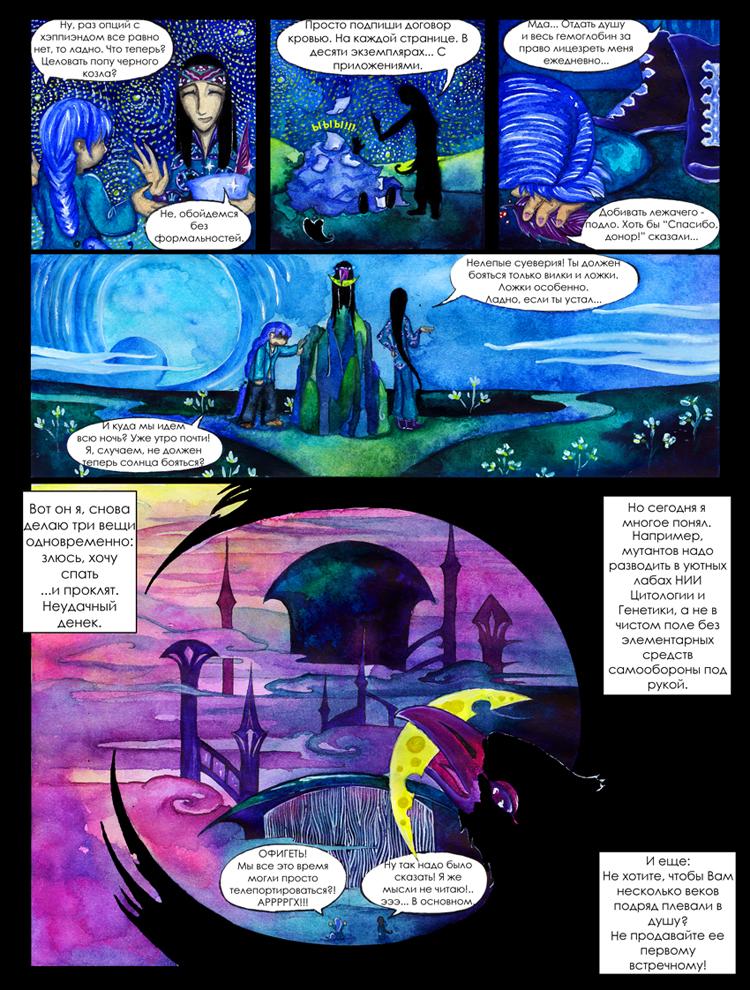 Ну, раз опций с
хэппиэндом все равно
нет, то ладно. Что теперь?
Целовать попу черного
козла?
Не, обойдемся
без
формальностей.
Просто подпиши договор
кровью. На каждой странице. В
десяти экземплярах... С
приложениями.
ЫЫЫ!!!
Мда... Отдать душу
и весь гемоглобин за
право лицезреть меня
ежедневно...
Добивать лежачего -
подло. Хоть бы "Спасибо,
донор!" сказали...
Нелепые суеверия! Ты должен
бояться только вилки и ложки.
Ложки особенно.
Ладно, если ты устал...
И куда мы идем
всю ночь? Уже утро почти!
Я, случаем, не должен
теперь солнца бояться?
Вот он я, снова
делаю три вещи
одновременно:
злюсь, хочу
спать
...и проклят.
Неудачный
денек.
Но сегодня я
многое понял.
Например,
мутантов надо
разводить в уютных
лабах НИИ
Цитологии и
Генетики, а не в
чистом поле без
элементарных
средств
самообороны под
рукой.
ОФИГЕТЬ!
Мы все это время
могли просто
телепортироваться?!
АРРРРГХ!!!
Ну так надо было
сказать! Я же
мысли не читаю!..
эээ... В основном.
И еще:
Не хотите, чтобы Вам
несколько веков
подряд плевали в
душу?
Не продавайте ее
первому
встречному!